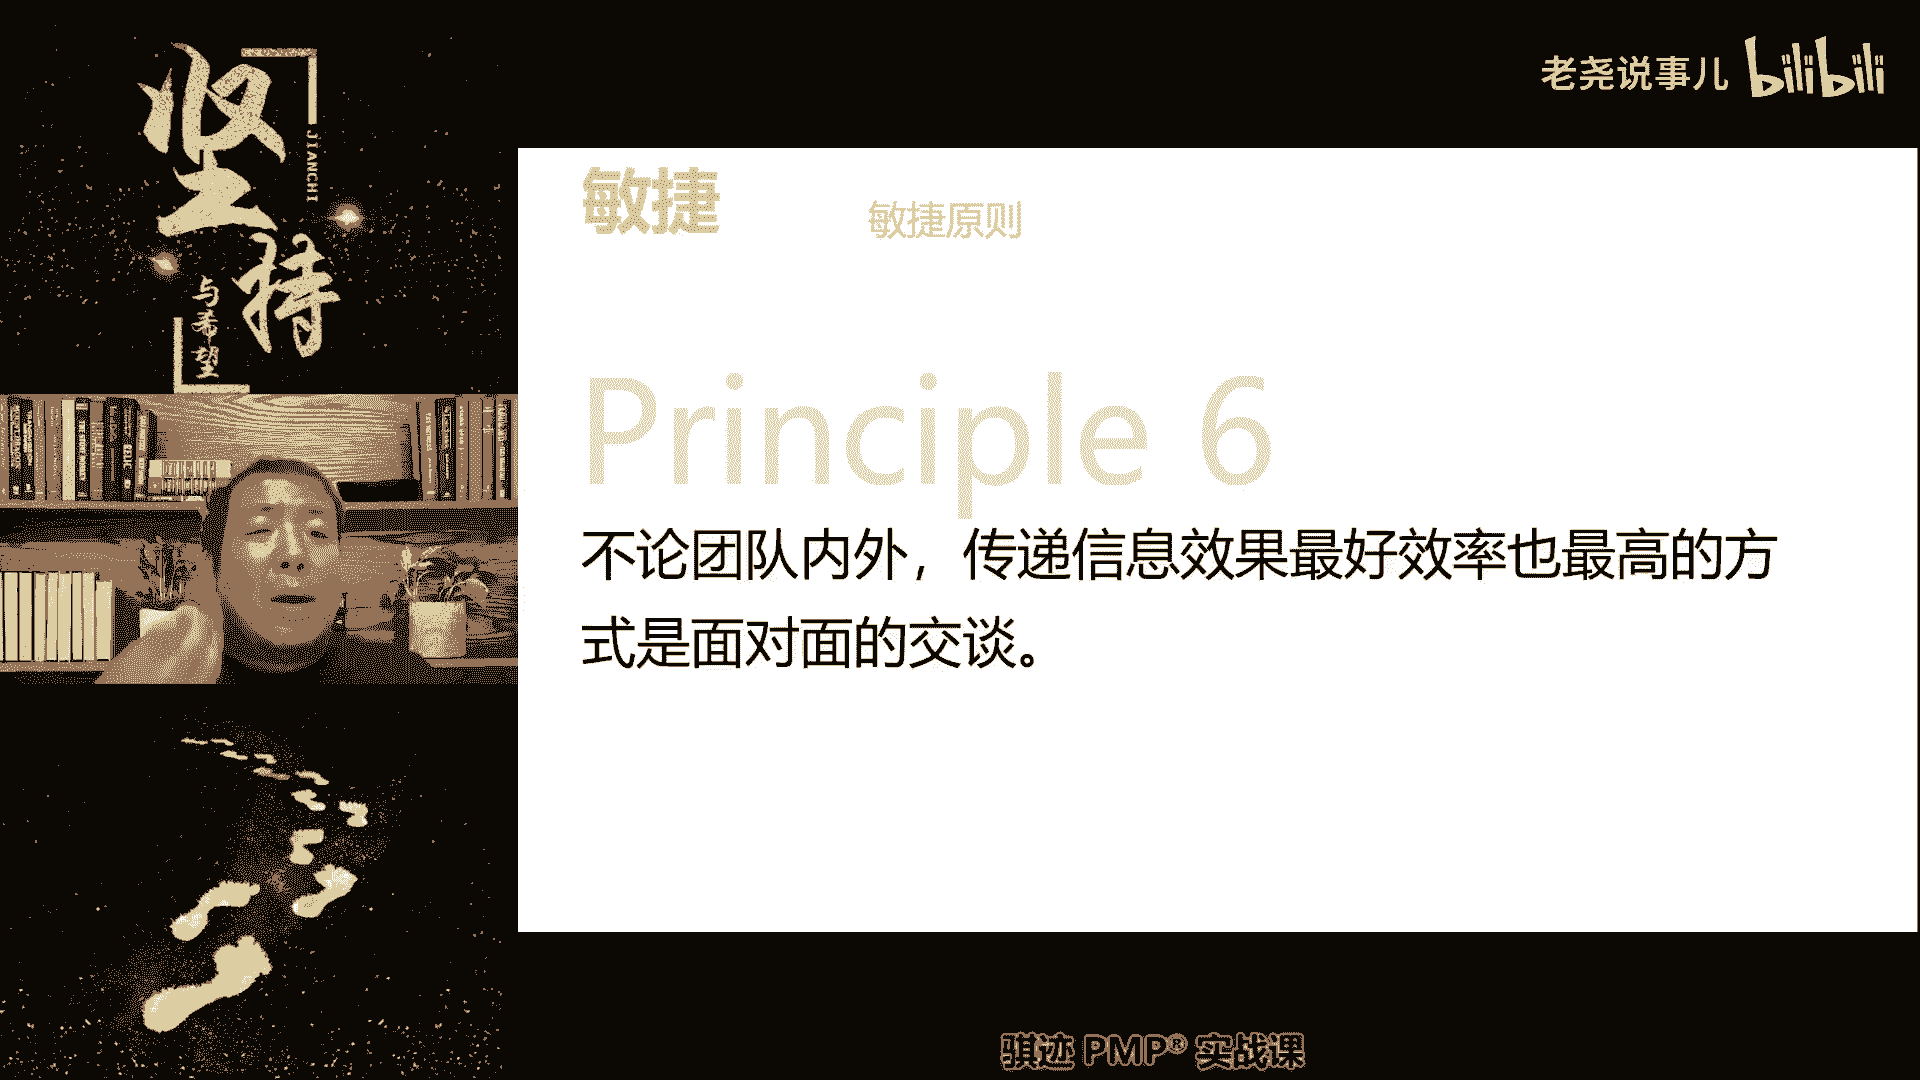 坚持
JIANCHI
与希望
老尧说事儿 bilibili
敏捷
敏捷原则
Principle 6
不论团队内外，传递信息效果最好效率也最高的方
式是面对面的交谈。
骐迹 PMP® 实战课